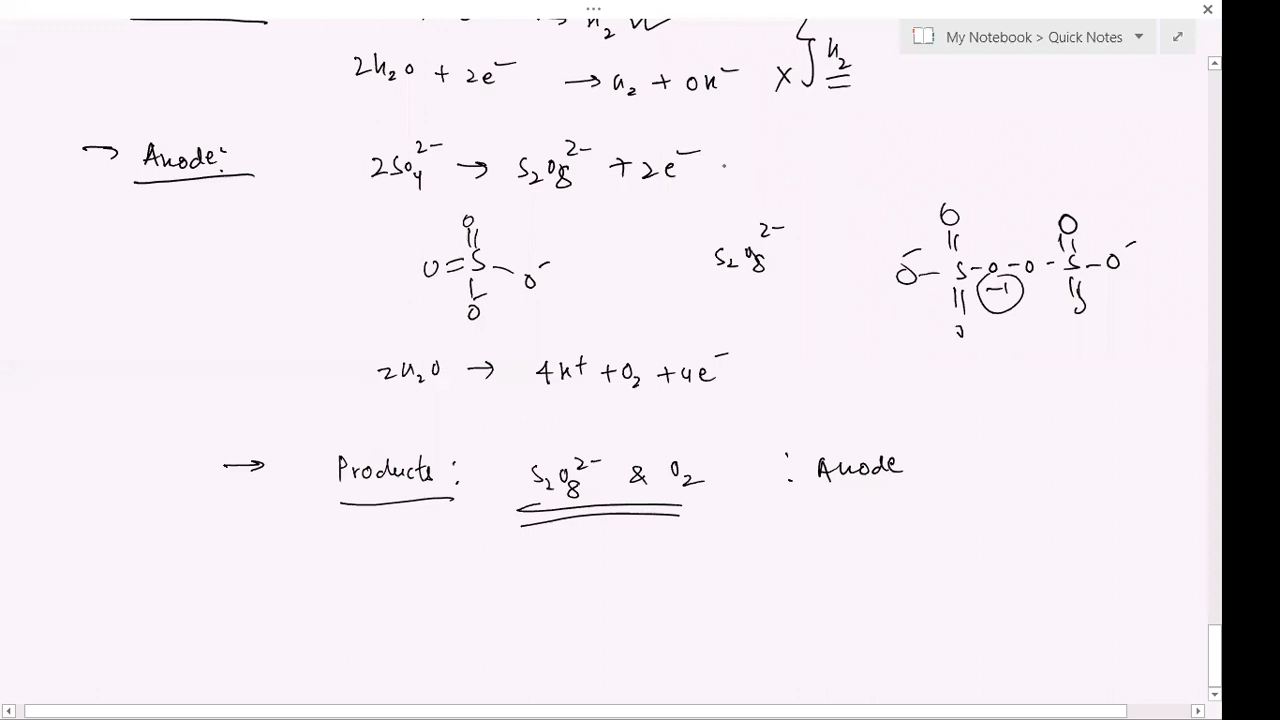 My Notebook > Quick Notes
H₂
2H₂O + 2e⁻ → H₂ + OH⁻ X H₂
→ Anode: 2SO₄²⁻ → S₂O₈²⁻ + 2e⁻
O
O=S-O⁻
O
S₂O₈²⁻
O O
O⁻-S-O-O-S-O⁻
-1
O
2H₂O → 4H⁺ + O₂ + 4e⁻
→ Products: S₂O₈²⁻ & O₂ : Anode